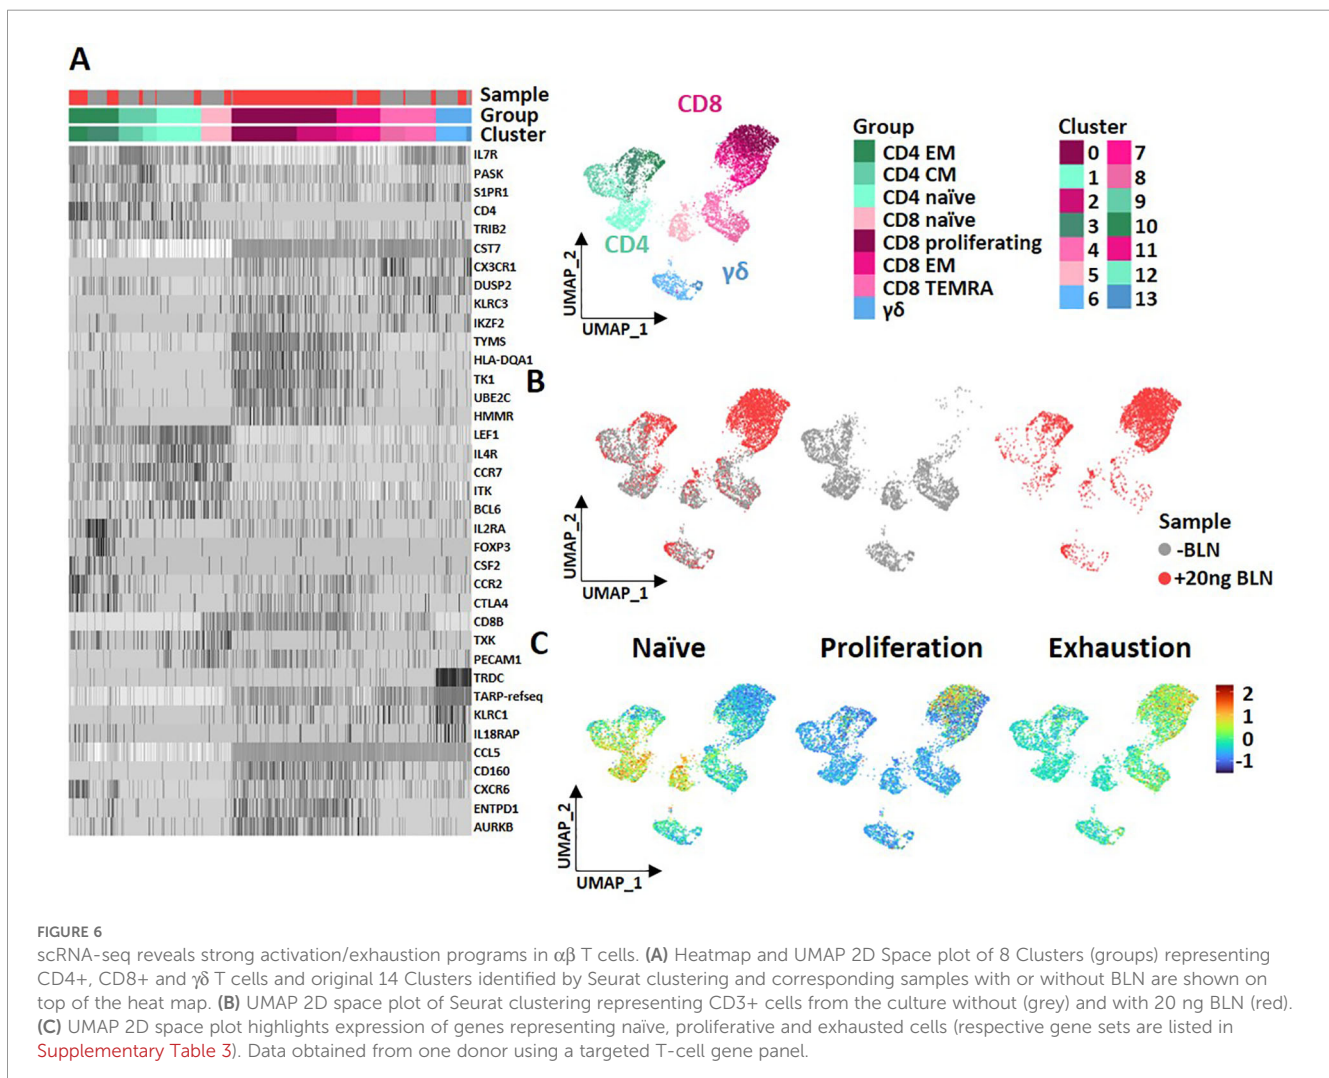 A
Sample
Group
Cluster
IL7R
PASK
S1PR1
CD4
TRIB2
CST7
CX3CR1
DUSP2
KLRC3
IKZF2
TYMS
HLA-DQA1
TK1
UBE2C
HMMR
LEF1
IL4R
CCR7
ITK
BCL6
IL2RA
FOXP3
CSF2
CCR2
CTLA4
CD8B
TXK
PECAM1
TRDC
TARP-refseq
KLRC1
IL18RAP
CCL5
CD160
CXCR6
ENTPD1
AURKB
CD8
CD4
γδ
UMAP_2
UMAP_1
Group
CD4 EM
CD4 CM
CD4 naïve
CD8 naïve
CD8 proliferating
CD8 EM
CD8 TEMRA
γδ
Cluster
0 7
1 8
2 9
3 10
4 11
5 12
6 13
B
UMAP_2
UMAP_1
Sample
-BLN
+20ng BLN
C
Naïve
Proliferation
Exhaustion
2
1
0
-1
UMAP_2
UMAP_1
FIGURE 6
scRNA-seq reveals strong activation/exhaustion programs in αβ T cells. (A) Heatmap and UMAP 2D Space plot of 8 Clusters (groups) representing
CD4+, CD8+ and γδ T cells and original 14 Clusters identified by Seurat clustering and corresponding samples with or without BLN are shown on
top of the heat map. (B) UMAP 2D space plot of Seurat clustering representing CD3+ cells from the culture without (grey) and with 20 ng BLN (red).
(C) UMAP 2D space plot highlights expression of genes representing naïve, proliferative and exhausted cells (respective gene sets are listed in
Supplementary Table 3). Data obtained from one donor using a targeted T-cell gene panel.